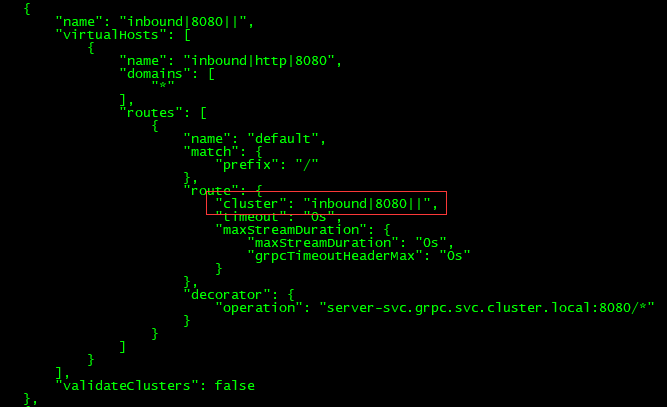 {
"name": "inbound|8080||",
"virtualHosts": [
{
"name": "inbound|http|8080",
"domains": [
"*"
],
"routes": [
{
"name": "default",
"match": {
"prefix": "/"
},
"route": {
"cluster": "inbound|8080||",
"timeout": "0s",
"maxStreamDuration": {
"maxStreamDuration": "0s",
"grpcTimeoutHeaderMax": "0s"
}
},
"decorator": {
"operation": "server-svc.grpc.svc.cluster.local:8080/*"
}
}
]
}
],
"validateClusters": false
},